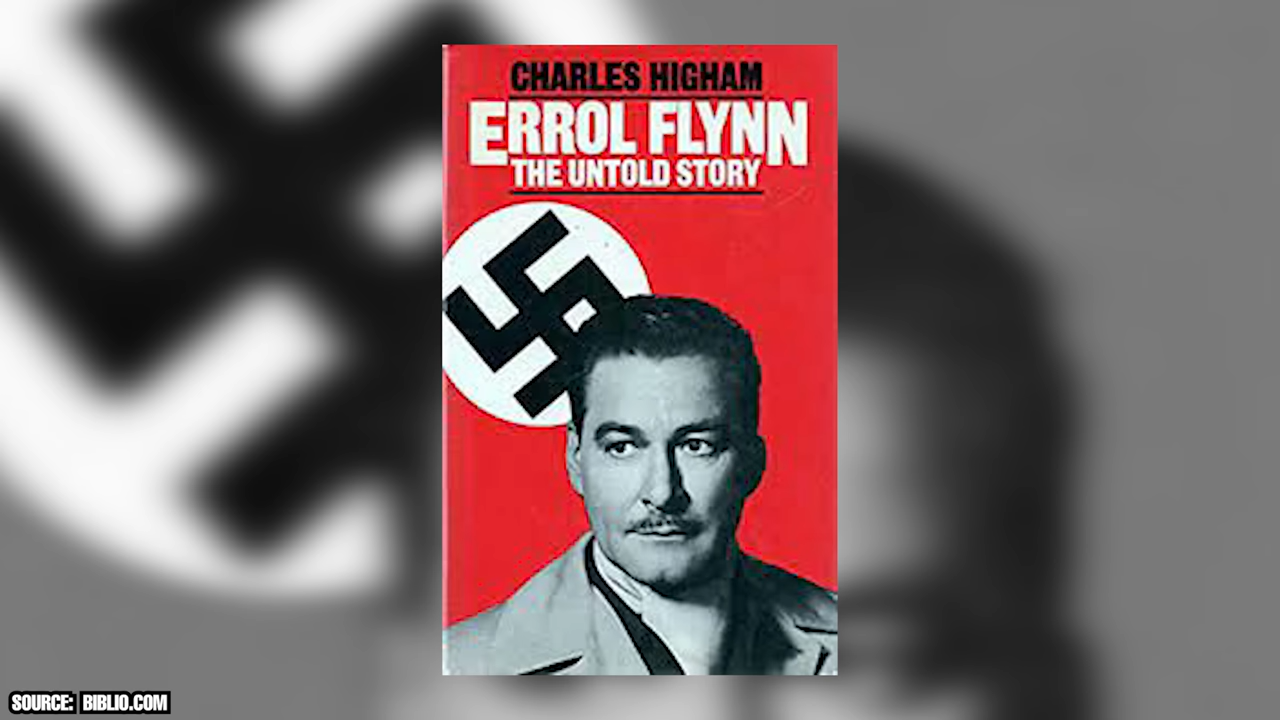 CHARLES HIGHAM
ERROL FLYNN
THE UNTOLD STORY
SOURCE: BIBLIO.COM